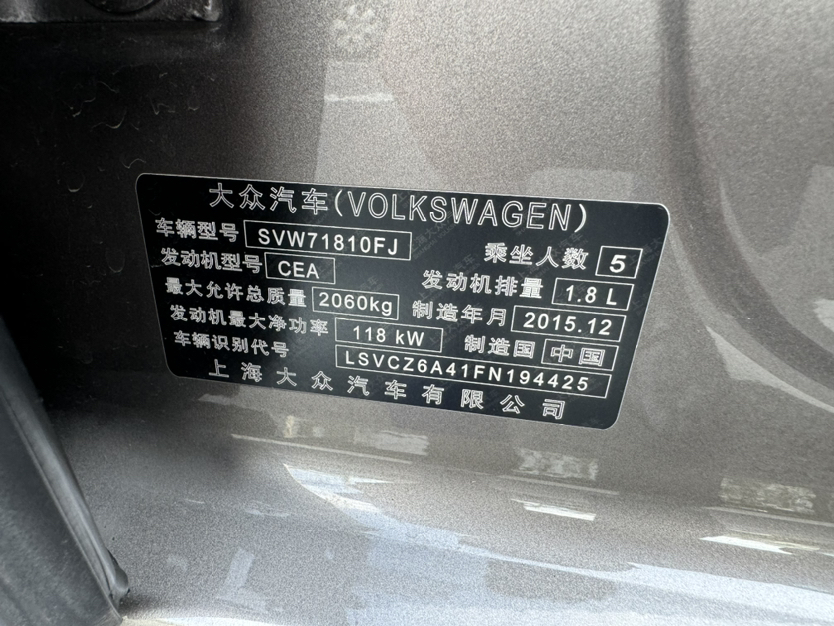 大众汽车(VOLKSWAGEN)
车辆型号 SVW71810FJ 乘坐人数 5
发动机型号 CEA 发动机排量 1.8 L
最大允许总质量 2060kg 制造年月 2015.12
发动机最大净功率 118 kW 制造国 中国
车辆识别代号 LSVCZ6A41FN194425
上海大众汽车有限公司